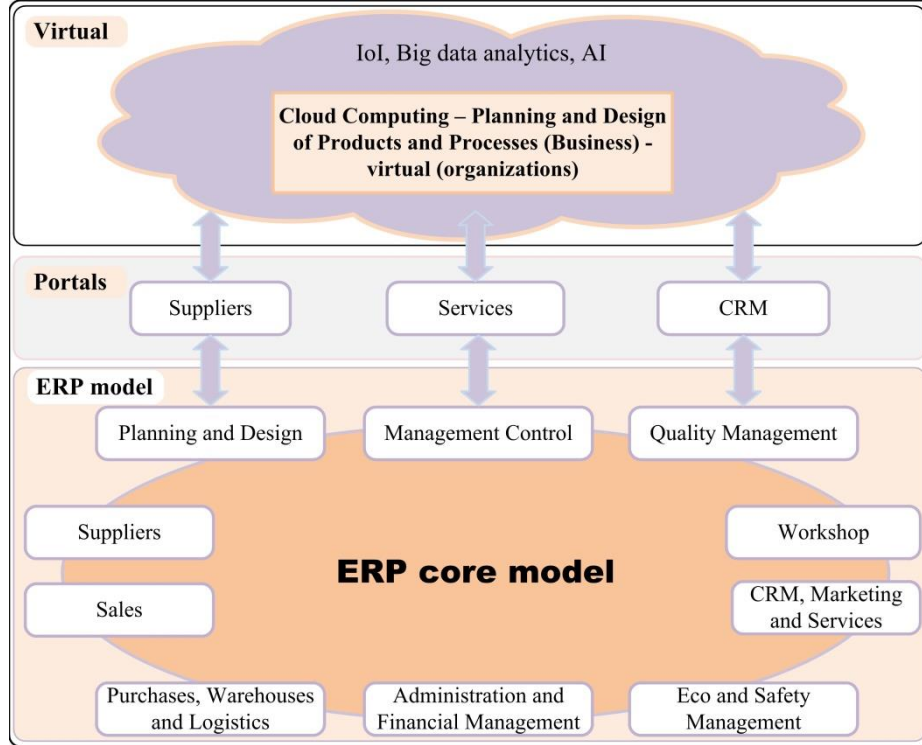 Virtual
IoI, Big data analytics, AI
Cloud Computing – Planning and Design
of Products and Processes (Business) -
virtual (organizations)
Portals
Suppliers
Services
CRM
ERP model
Planning and Design
Management Control
Quality Management
Suppliers
Workshop
ERP core model
Sales
CRM, Marketing
and Services
Purchases, Warehouses
and Logistics
Administration and
Financial Management
Eco and Safety
Management